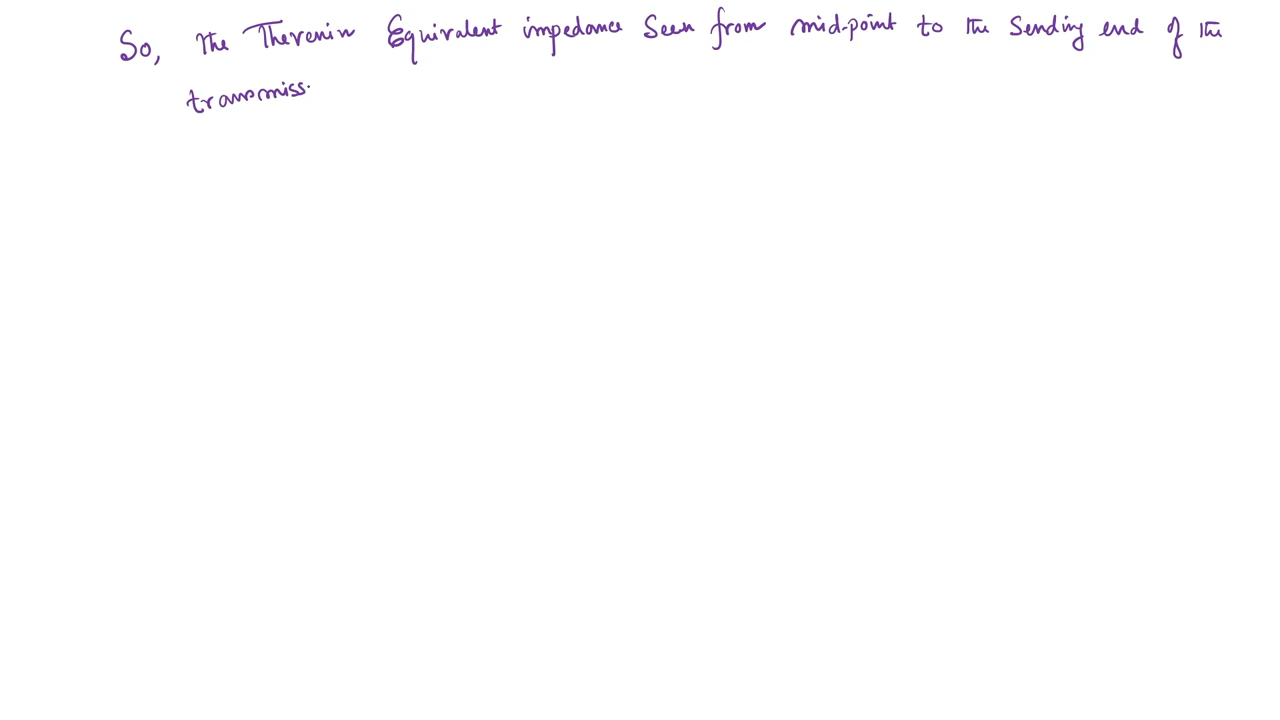 So, the Thevenin Equivalent impedance seen from mid-point to the sending end of the
transmiss.